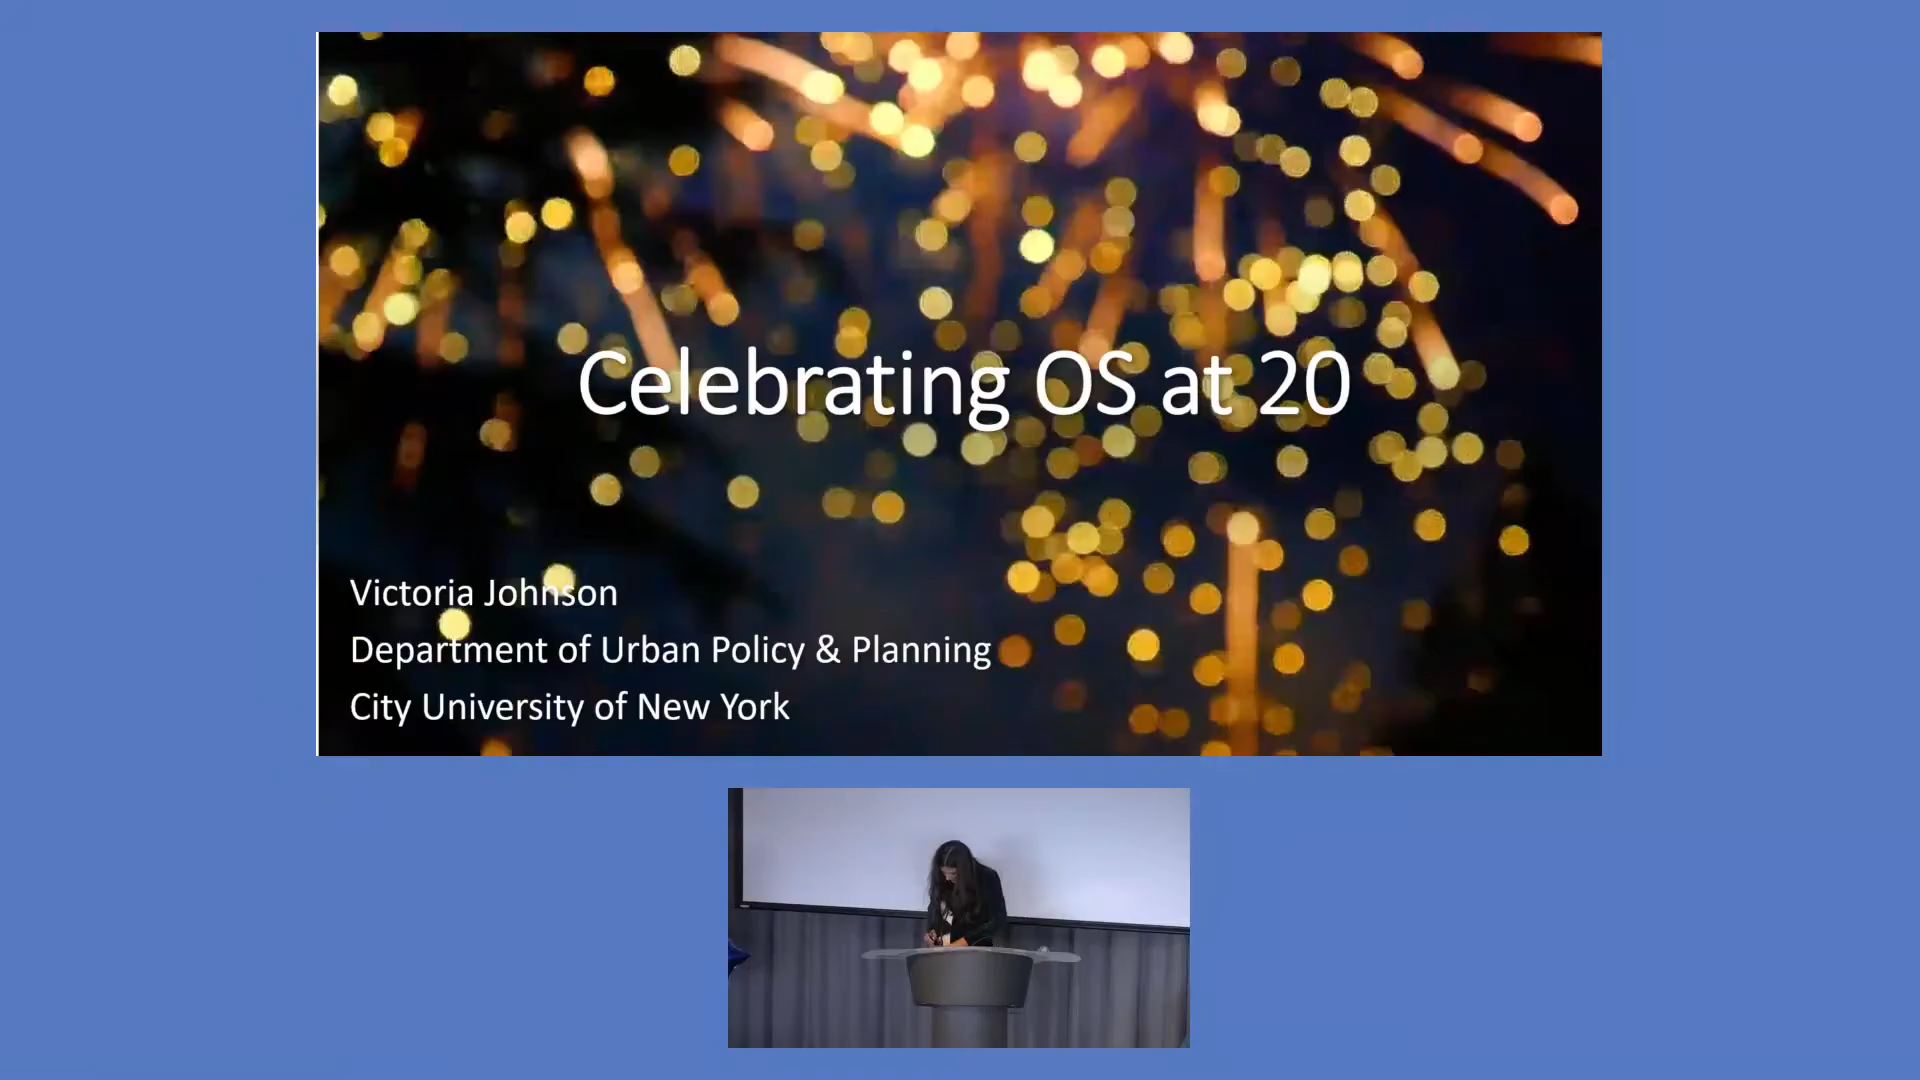 Celebrating OS at 20
Victoria Johnson
Department of Urban Policy & Planning
City University of New York